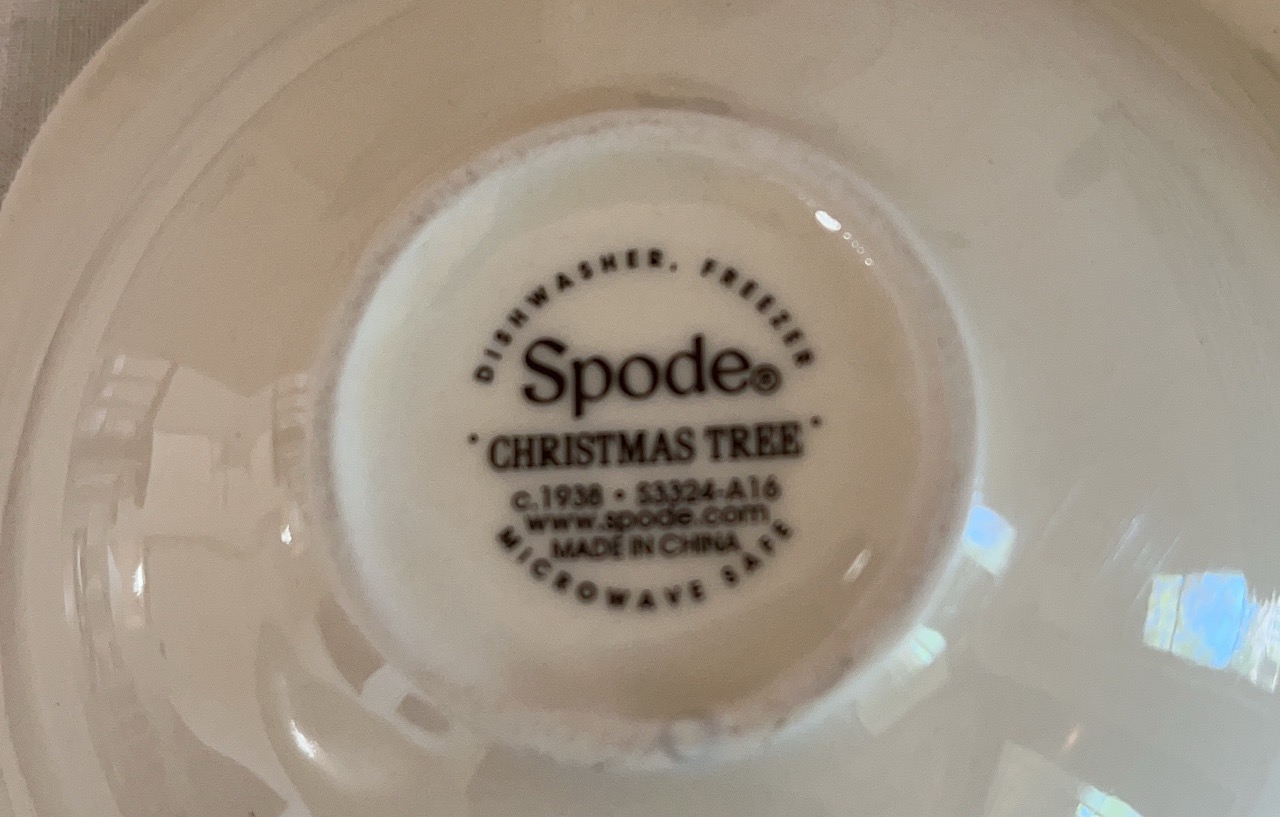 DISHWASHER, FREEZER
Spode®
· CHRISTMAS TREE ·
c.1938 • S3324-A16
www.spode.com
MADE IN CHINA
MICROWAVE SAFE